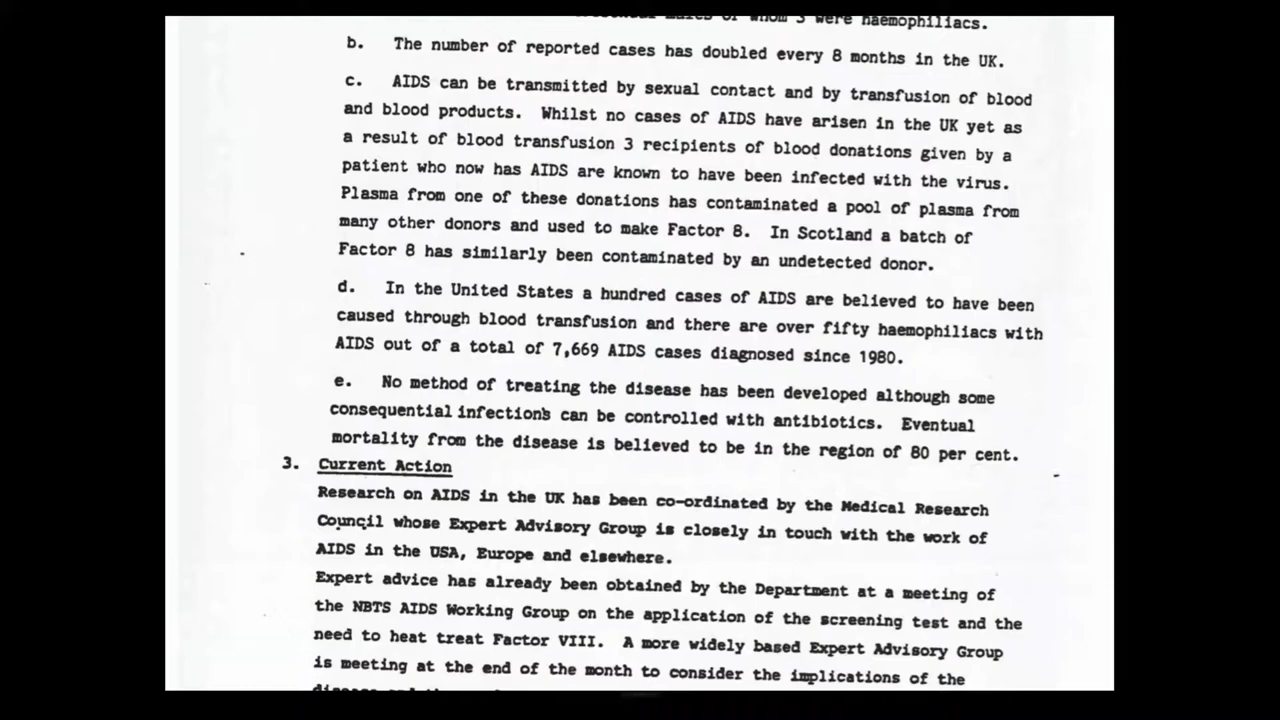 males of whom 3 were haemophiliacs.
b. The number of reported cases has doubled every 8 months in the UK.
c. AIDS can be transmitted by sexual contact and by transfusion of blood
and blood products. Whilst no cases of AIDS have arisen in the UK yet as
a result of blood transfusion 3 recipients of blood donations given by a
patient who now has AIDS are known to have been infected with the virus.
Plasma from one of these donations has contaminated a pool of plasma from
many other donors and used to make Factor 8. In Scotland a batch of
Factor 8 has similarly been contaminated by an undetected donor.
d. In the United States a hundred cases of AIDS are believed to have been
caused through blood transfusion and there are over fifty haemophiliacs with
AIDS out of a total of 7,669 AIDS cases diagnosed since 1980.
e. No method of treating the disease has been developed although some
consequential infections can be controlled with antibiotics. Eventual
mortality from the disease is believed to be in the region of 80 per cent.
3. Current Action
Research on AIDS in the UK has been co-ordinated by the Medical Research
Council whose Expert Advisory Group is closely in touch with the work of
AIDS in the USA, Europe and elsewhere.
Expert advice has already been obtained by the Department at a meeting of
the NBTS AIDS Working Group on the application of the screening test and the
need to heat treat Factor VIII. A more widely based Expert Advisory Group
is meeting at the end of the month to consider the implications of the
disease